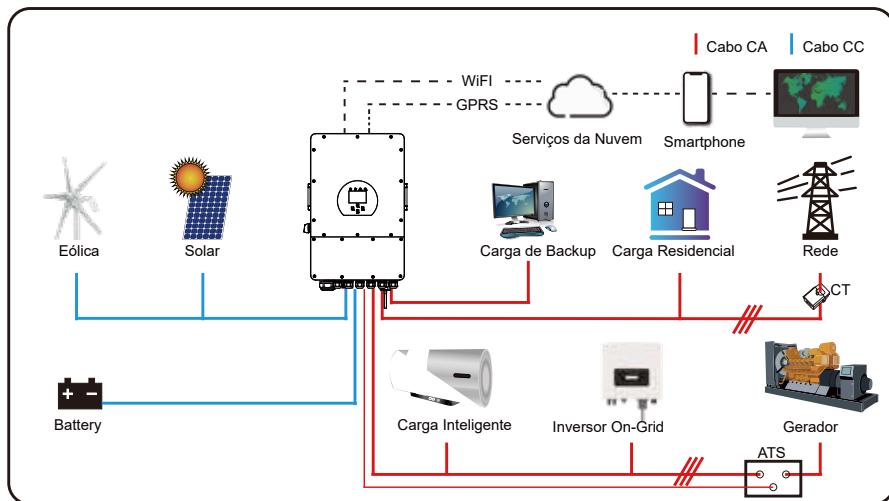 Cabo CA
Cabo CC
WiFI
GPRS
Serviços da Nuvem
Smartphone
Eólica
Solar
Carga de Backup
Carga Residencial
Rede
CT
Battery
Carga Inteligente
Inversor On-Grid
Gerador
ATS